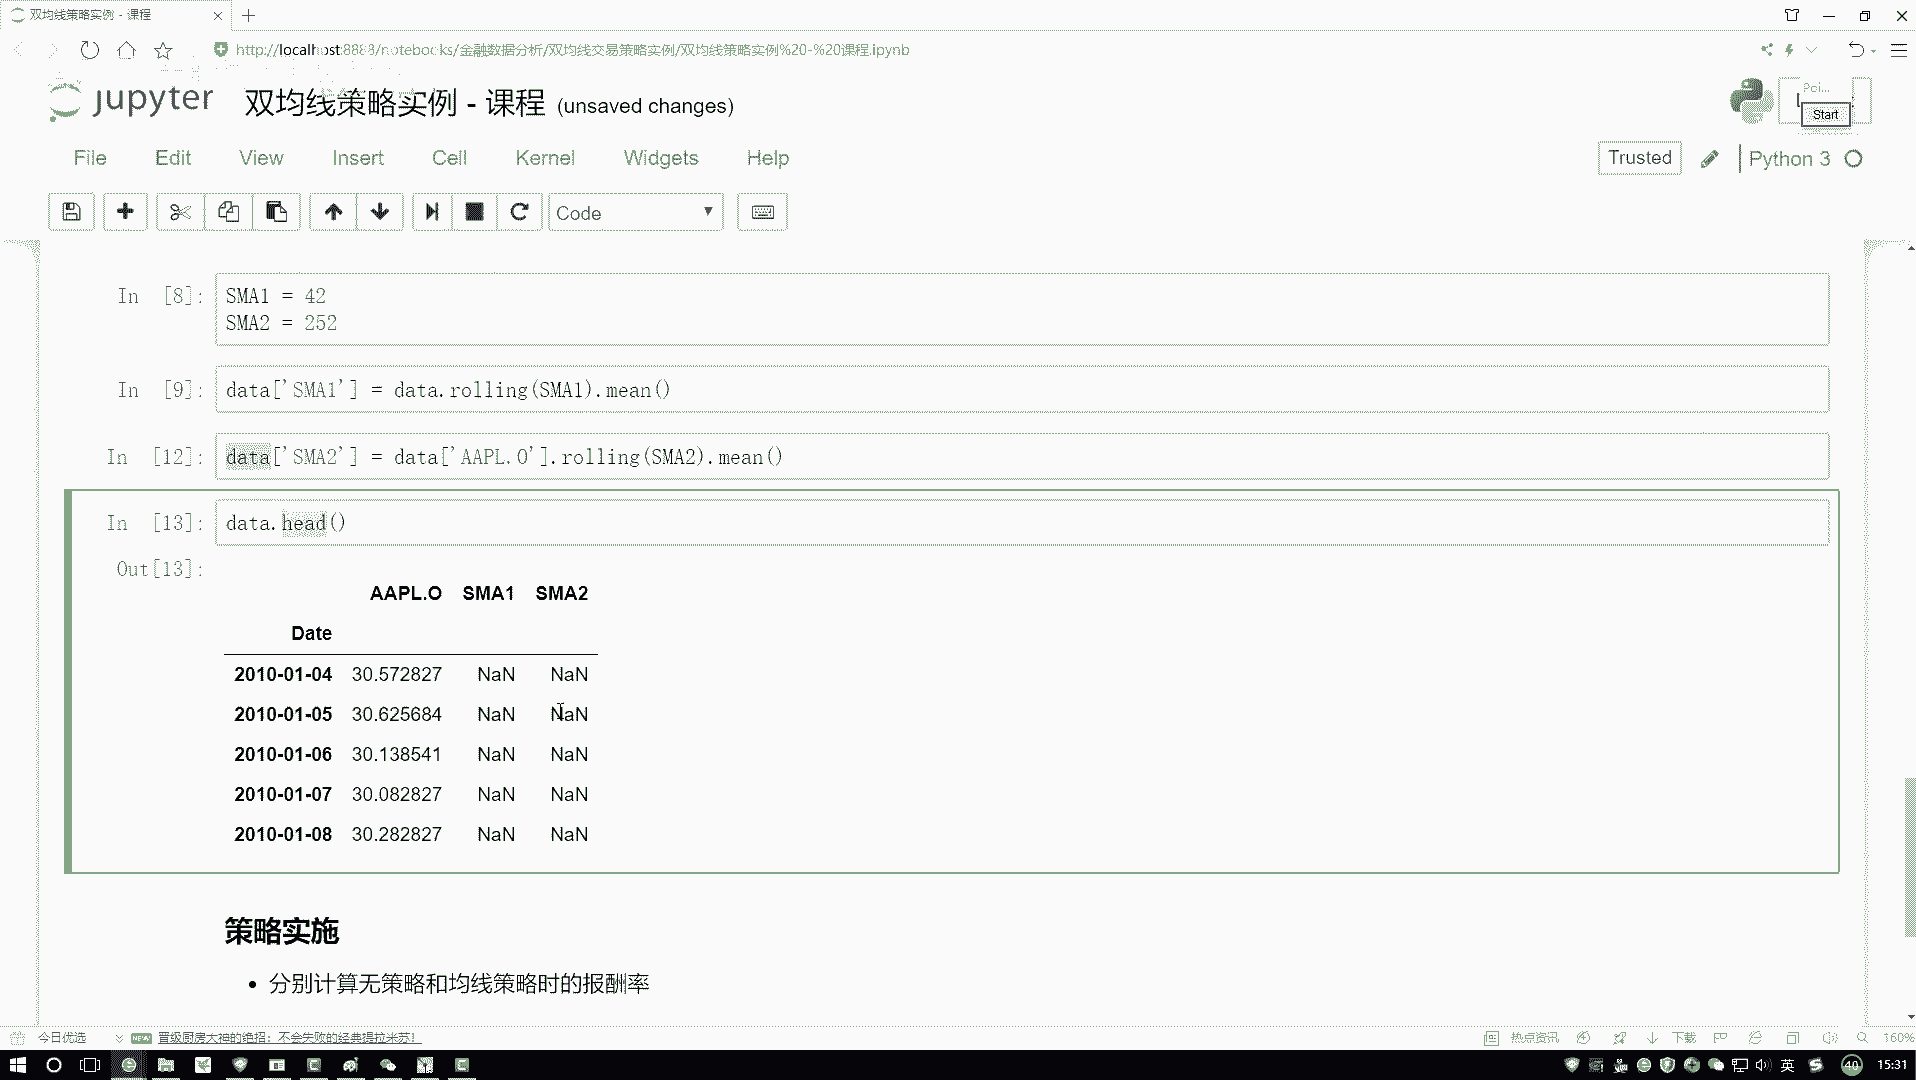 双均线策略实例 - 课程
http://localhost:8888/notebooks/金融数据分析/双均线交易策略实例/双均线策略实例%20-%20课程.ipynb
jupyter 双均线策略实例 - 课程 (unsaved changes)
Poi...
Start
File Edit View Insert Cell Kernel Widgets Help
Trusted Python 3
Code
In [8]: SMA1 = 42
SMA2 = 252
In [9]: data['SMA1'] = data.rolling(SMA1).mean()
In [12]: data['SMA2'] = data['AAPL.O'].rolling(SMA2).mean()
In [13]: data.head()
Out[13]:
AAPL.O SMA1 SMA2
Date
2010-01-04 30.572827 NaN NaN
2010-01-05 30.625684 NaN NaN
2010-01-06 30.138541 NaN NaN
2010-01-07 30.082827 NaN NaN
2010-01-08 30.282827 NaN NaN
策略实施
• 分别计算无策略和均线策略时的报酬率
今日优选 NEW 晋级厨房大神的绝招：不会失败的经典提拉米苏！ 热点资讯 下载 160%
英 40 15:31